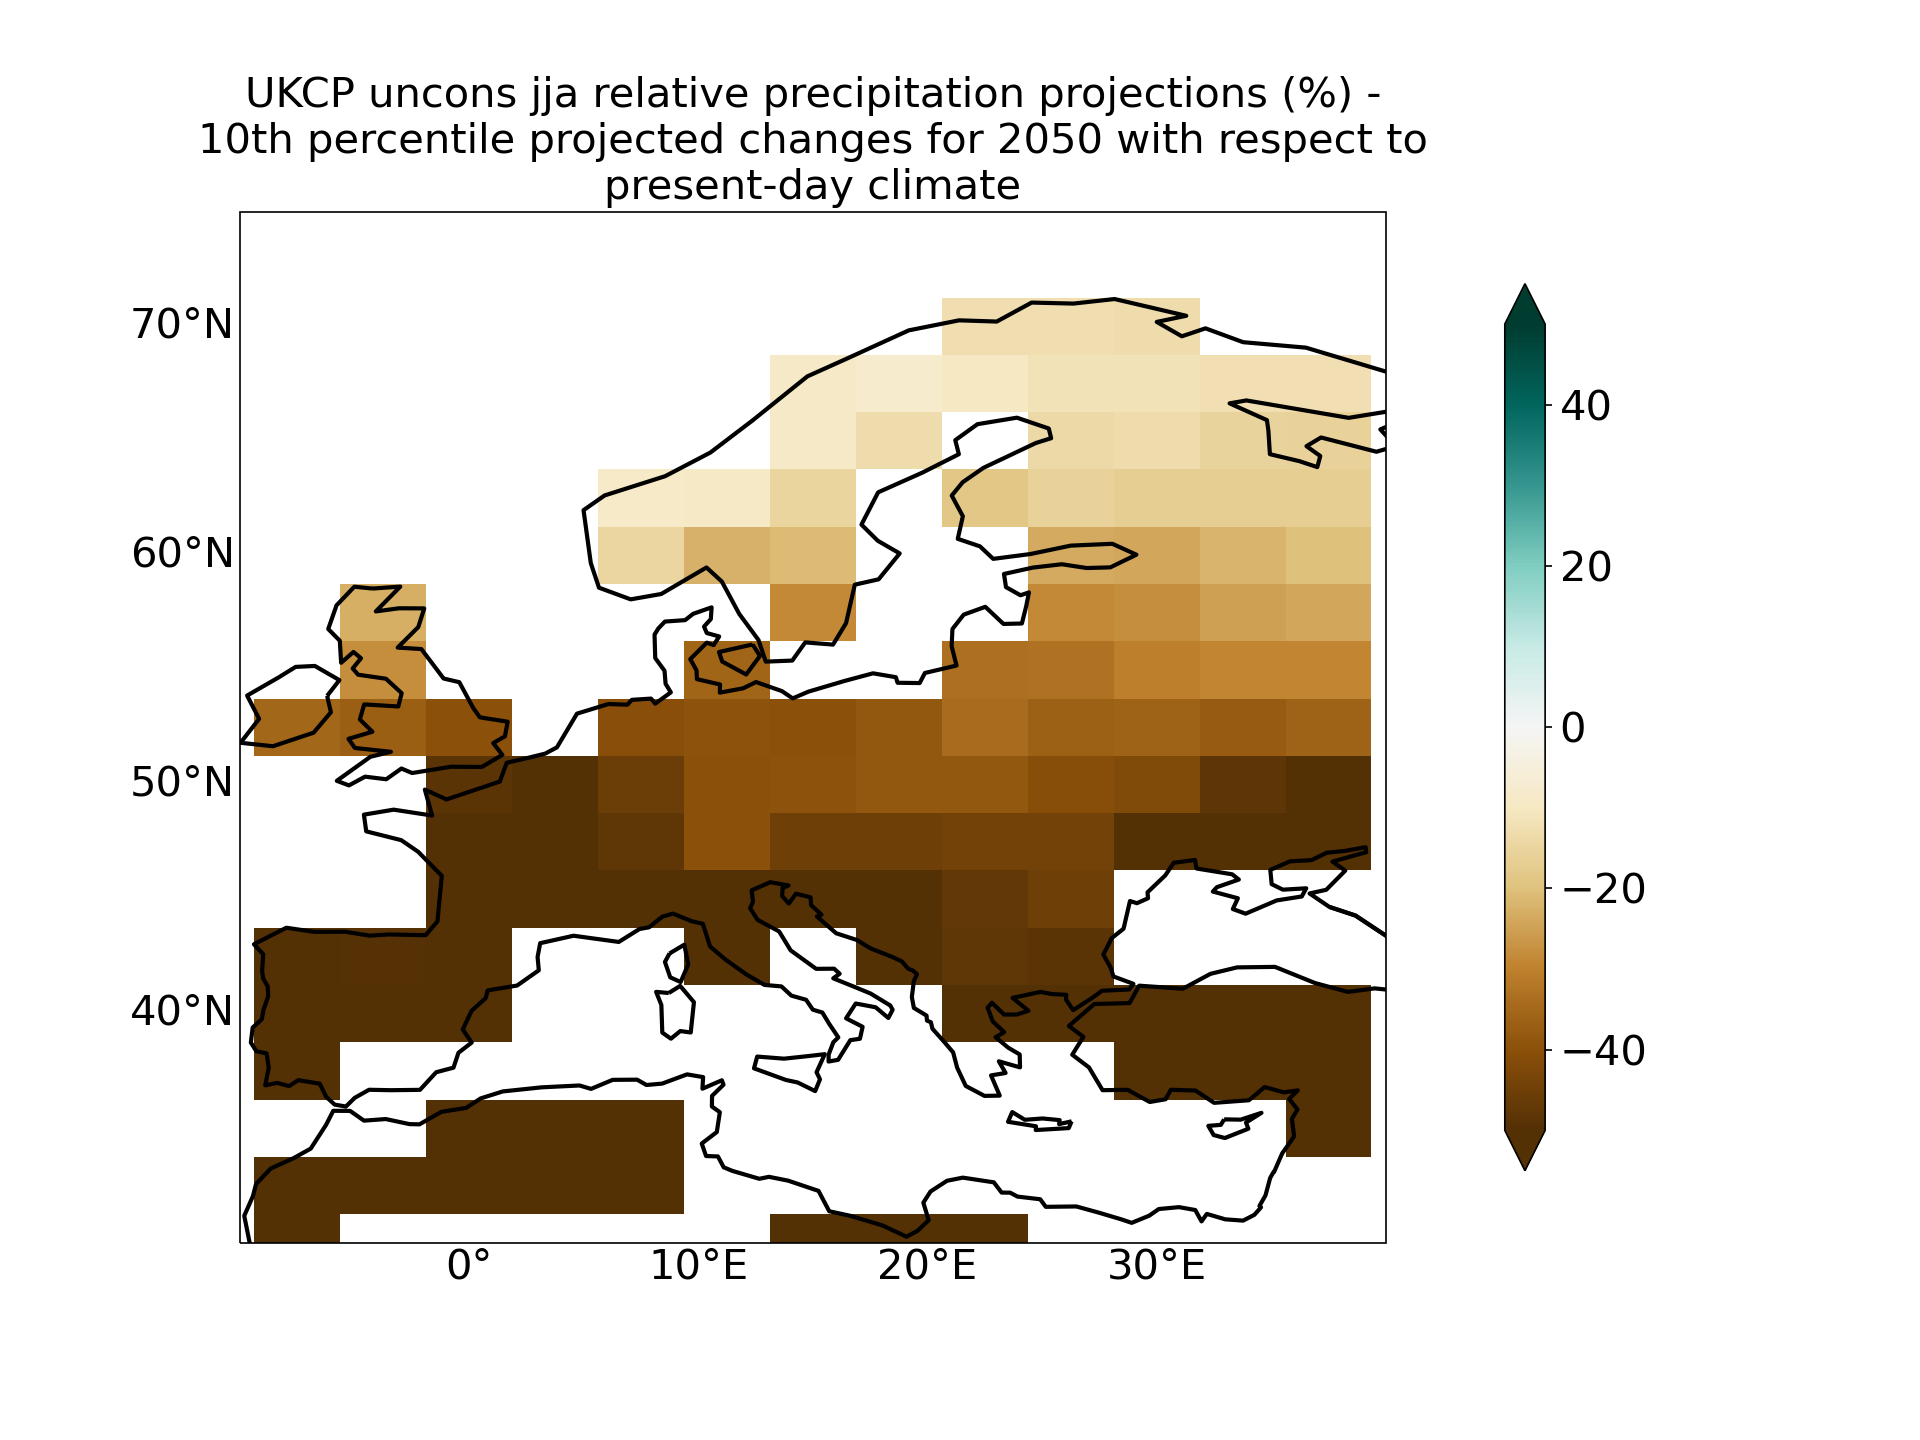 UKCP uncons jja relative precipitation projections (%) -
10th percentile projected changes for 2050 with respect to
present-day climate
70°N
60°N
50°N
40°N
0°
10°E
20°E
30°E
40
20
0
−20
−40